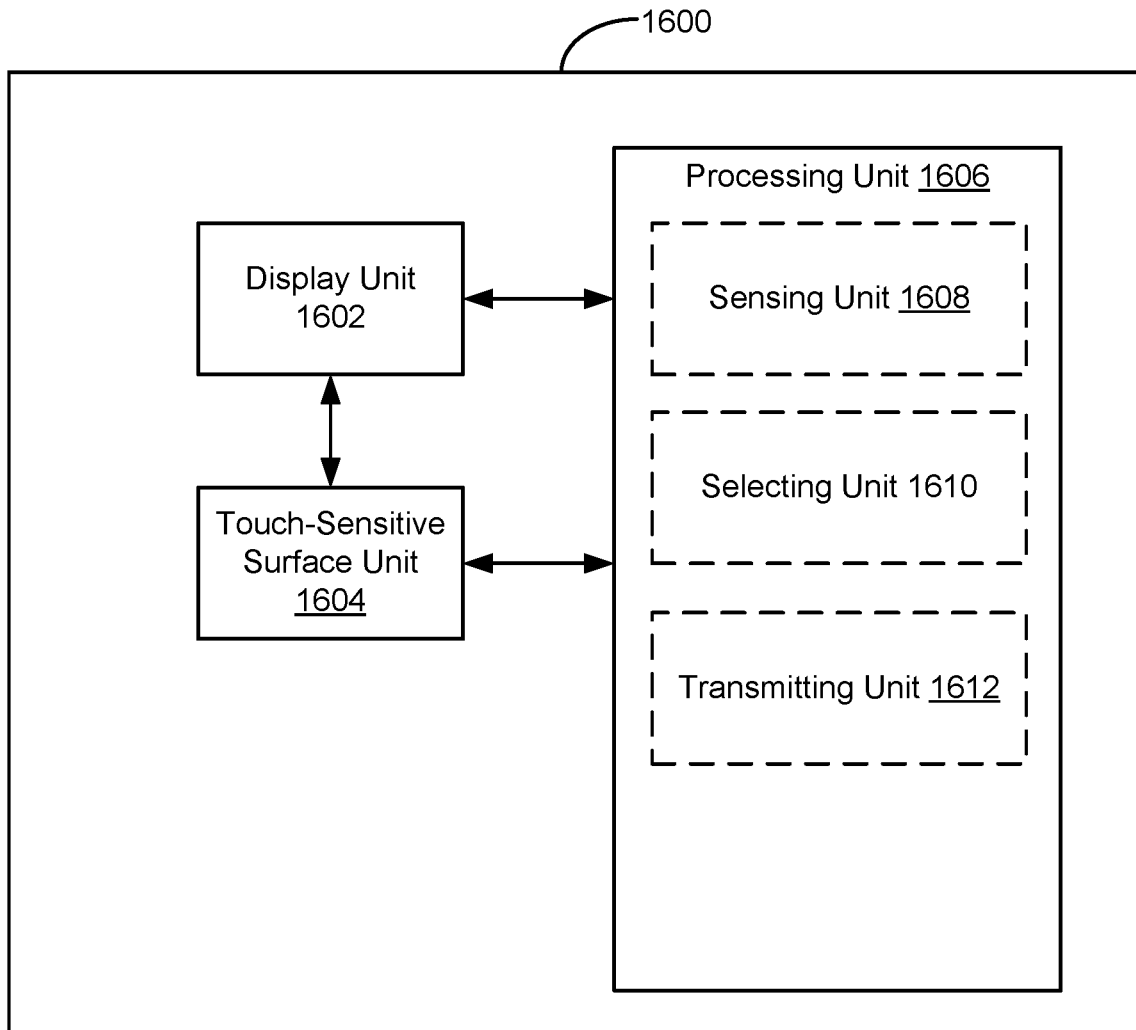 1600
Processing Unit 1606
Display Unit
1602
Sensing Unit 1608
Selecting Unit 1610
Touch-Sensitive
Surface Unit
1604
Transmitting Unit 1612